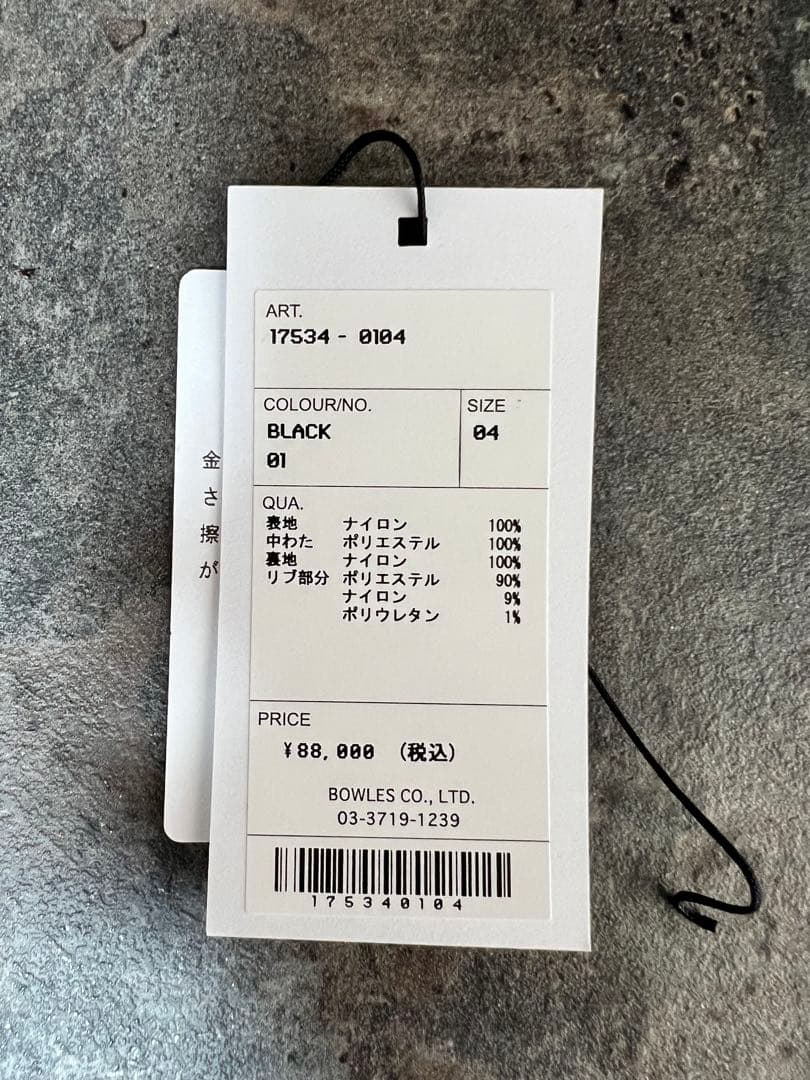 ART.
17534 - 0104
COLOUR/NO.
BLACK
01
SIZE
04
QUA.
表地 ナイロン 100%
中わた ポリエステル 100%
裏地 ナイロン 100%
リブ部分 ポリエステル 90%
ナイロン 9%
ポリウレタン 1%
PRICE
¥88,000 (税込)
BOWLES CO., LTD.
03-3719-1239
175340104
金
さ
擦
が